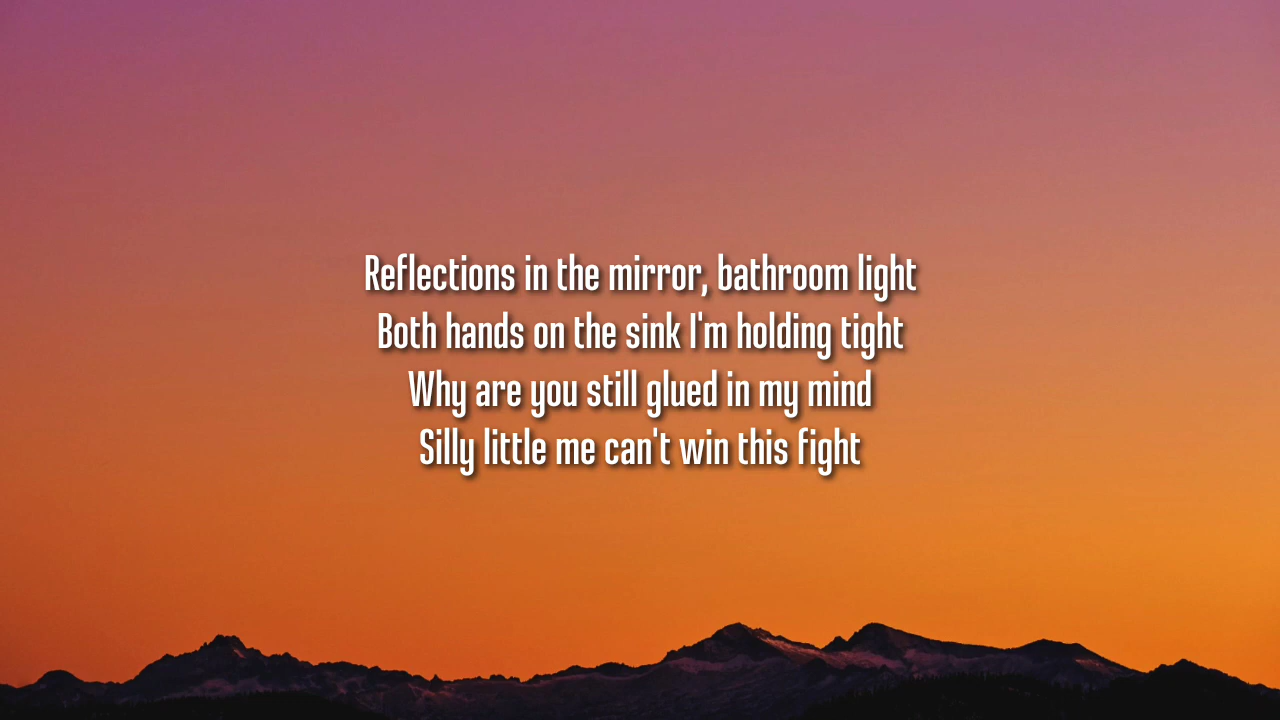 Reflections in the mirror, bathroom light
Both hands on the sink I'm holding tight
Why are you still glued in my mind
Silly little me can't win this fight